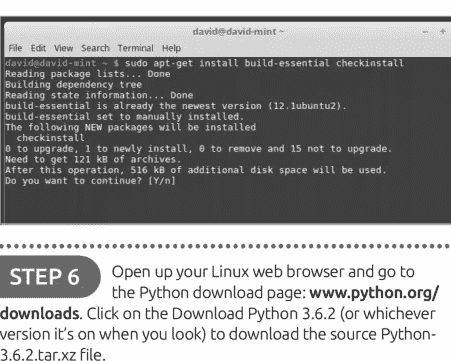 david@david-mint ~
File Edit View Search Terminal Help
david@david-mint ~ $ sudo apt-get install build-essential checkinstall
Reading package lists... Done
Building dependency tree
Reading state information... Done
build-essential is already the newest version (12.1ubuntu2).
build-essential set to manually installed.
The following NEW packages will be installed
  checkinstall
0 to upgrade, 1 to newly install, 0 to remove and 15 not to upgrade.
Need to get 121 kB of archives.
After this operation, 516 kB of additional disk space will be used.
Do you want to continue? [Y/n]
STEP 6 Open up your Linux web browser and go to
the Python download page: www.python.org/
downloads. Click on the Download Python 3.6.2 (or whichever
version it's on when you look) to download the source Python-
3.6.2.tar.xz file.